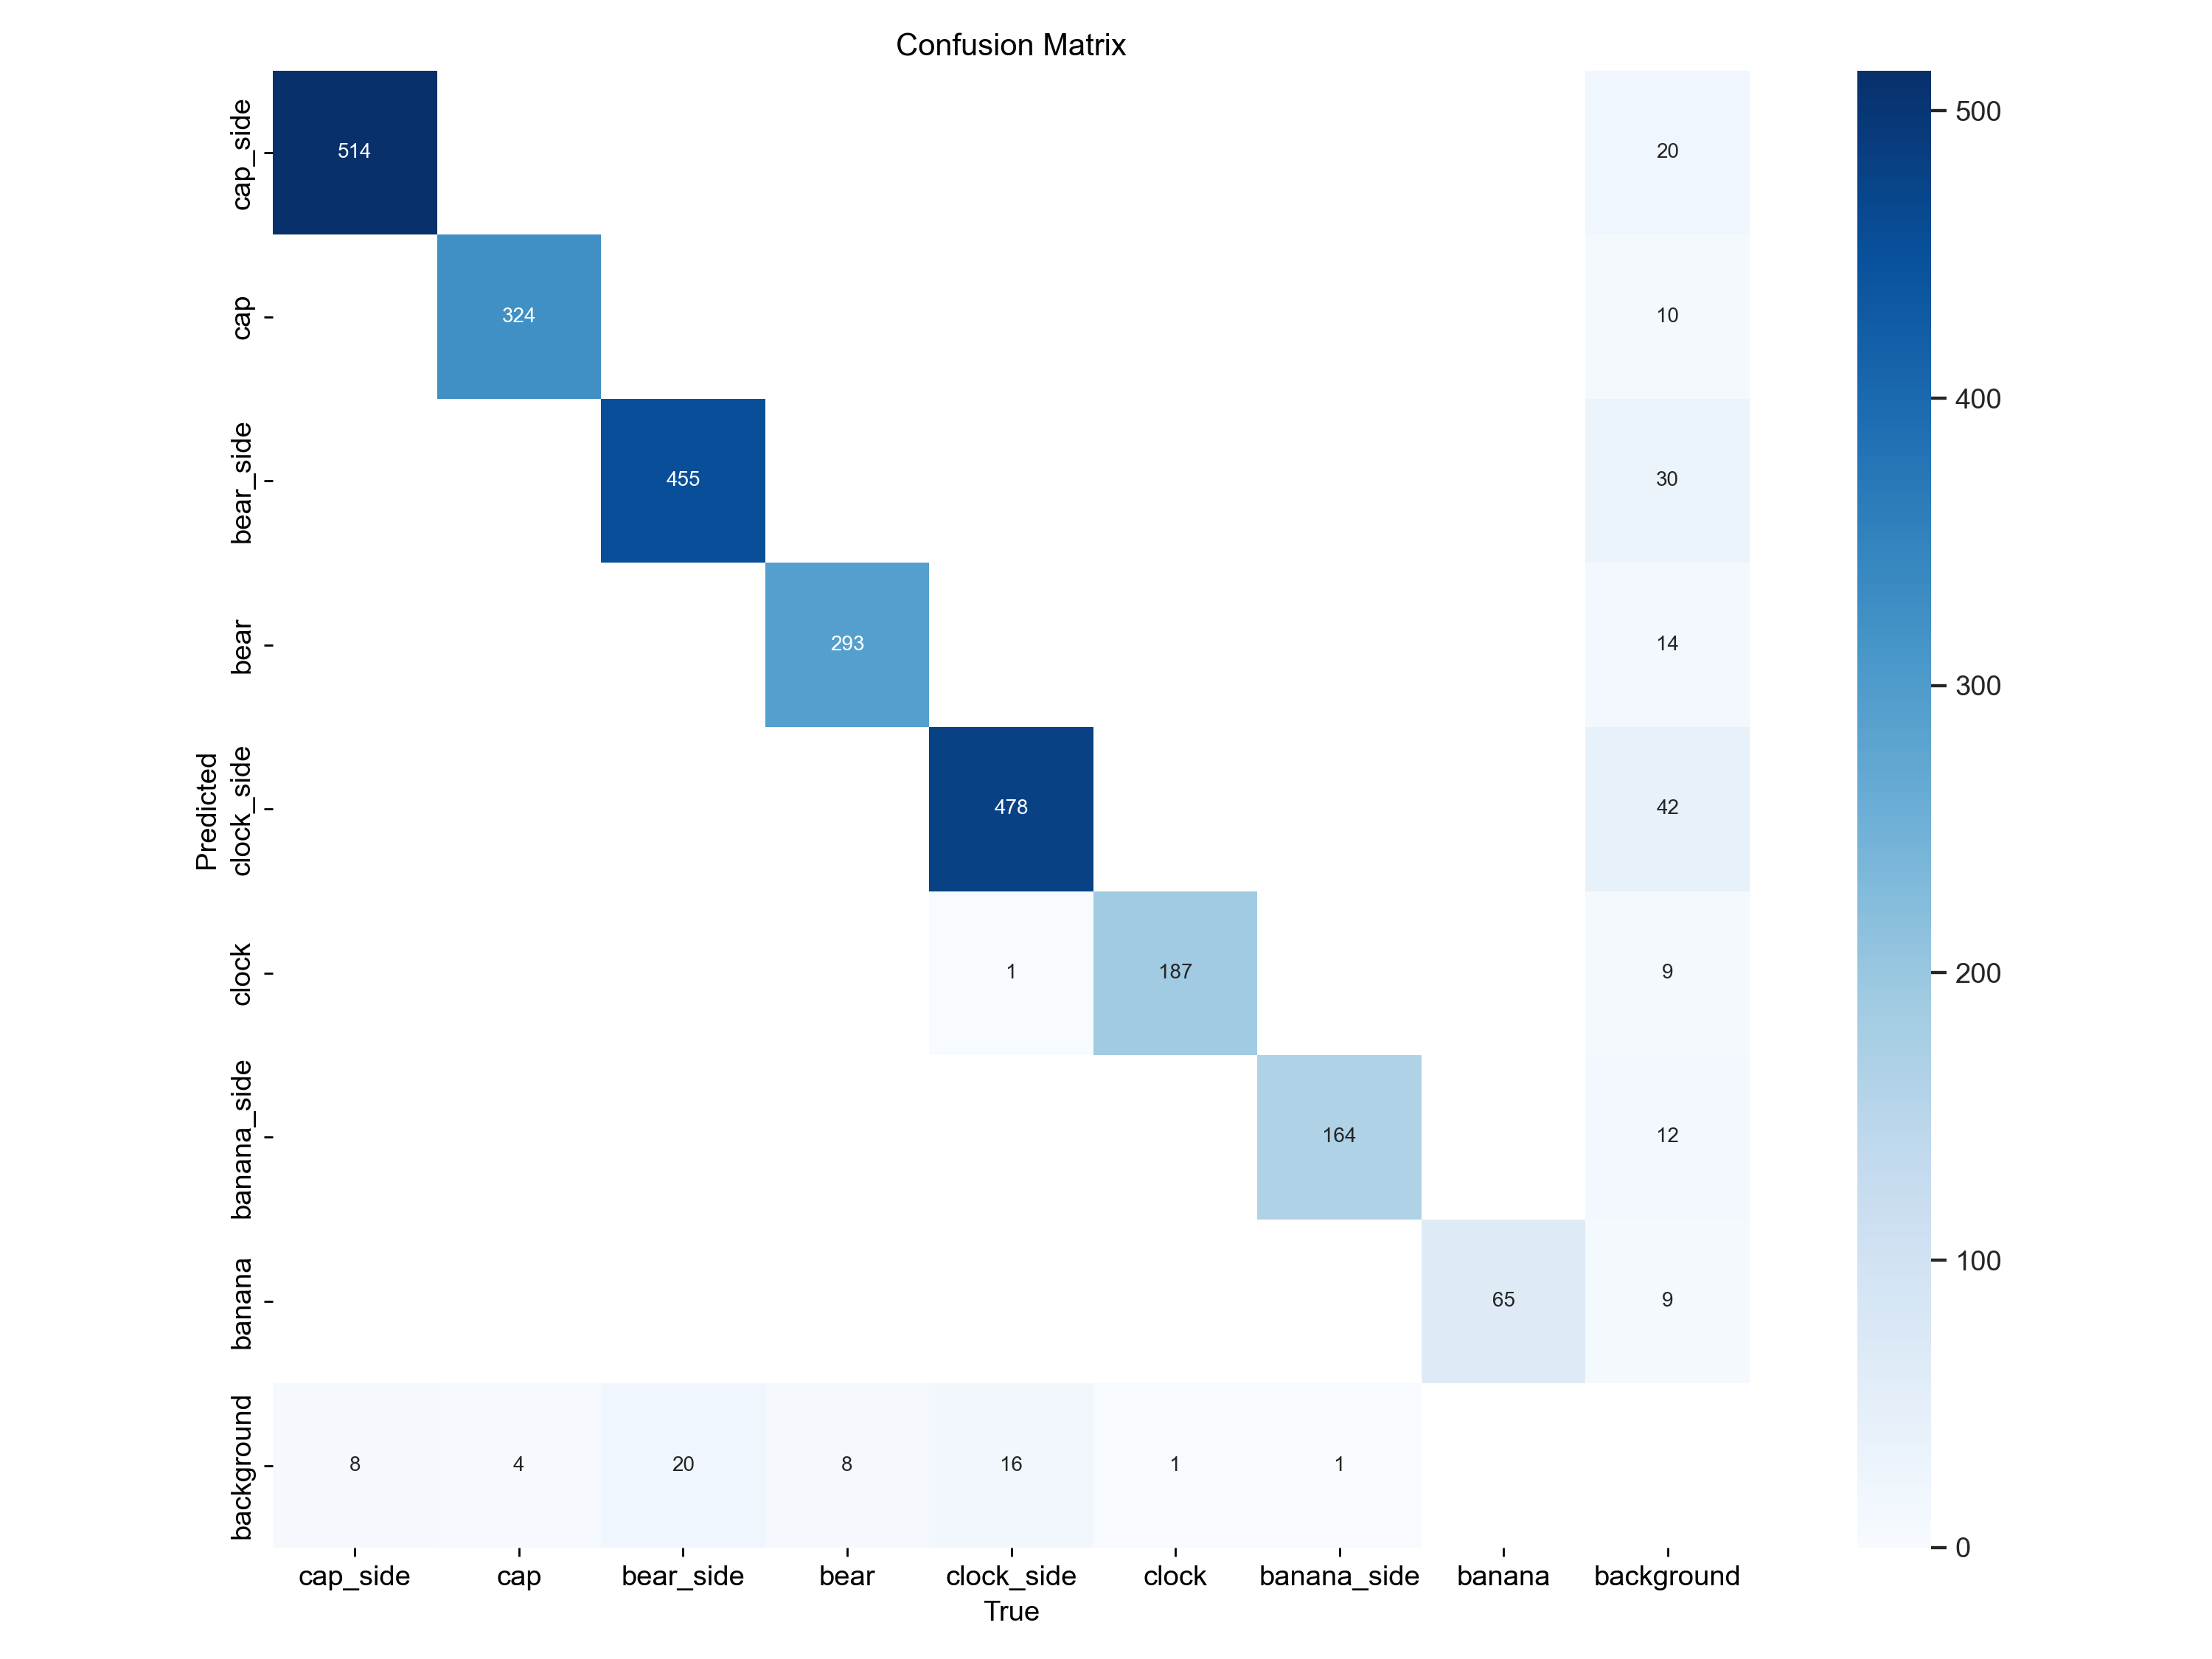 Confusion Matrix
Predicted
cap_side
514
20
cap
324
10
bear_side
455
30
bear
293
14
clock_side
478
42
clock
1
187
9
banana_side
164
12
banana
65
9
background
8
4
20
8
16
1
1
cap_side
cap
bear_side
bear
clock_side
clock
banana_side
banana
background
True
500
400
300
200
100
0